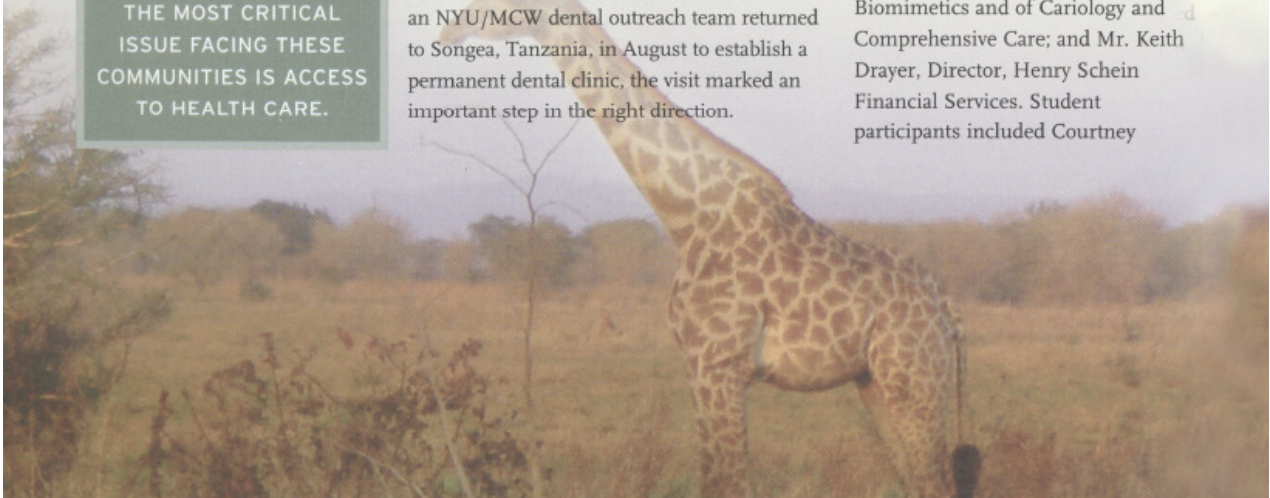 THE MOST CRITICAL
ISSUE FACING THESE
COMMUNITIES IS ACCESS
TO HEALTH CARE.
an NYU/MCW dental outreach team returned
to Songea, Tanzania, in August to establish a
permanent dental clinic, the visit marked an
important step in the right direction.
Biomimetics and of Cariology and
Comprehensive Care; and Mr. Keith
Drayer, Director, Henry Schein
Financial Services. Student
participants included Courtney